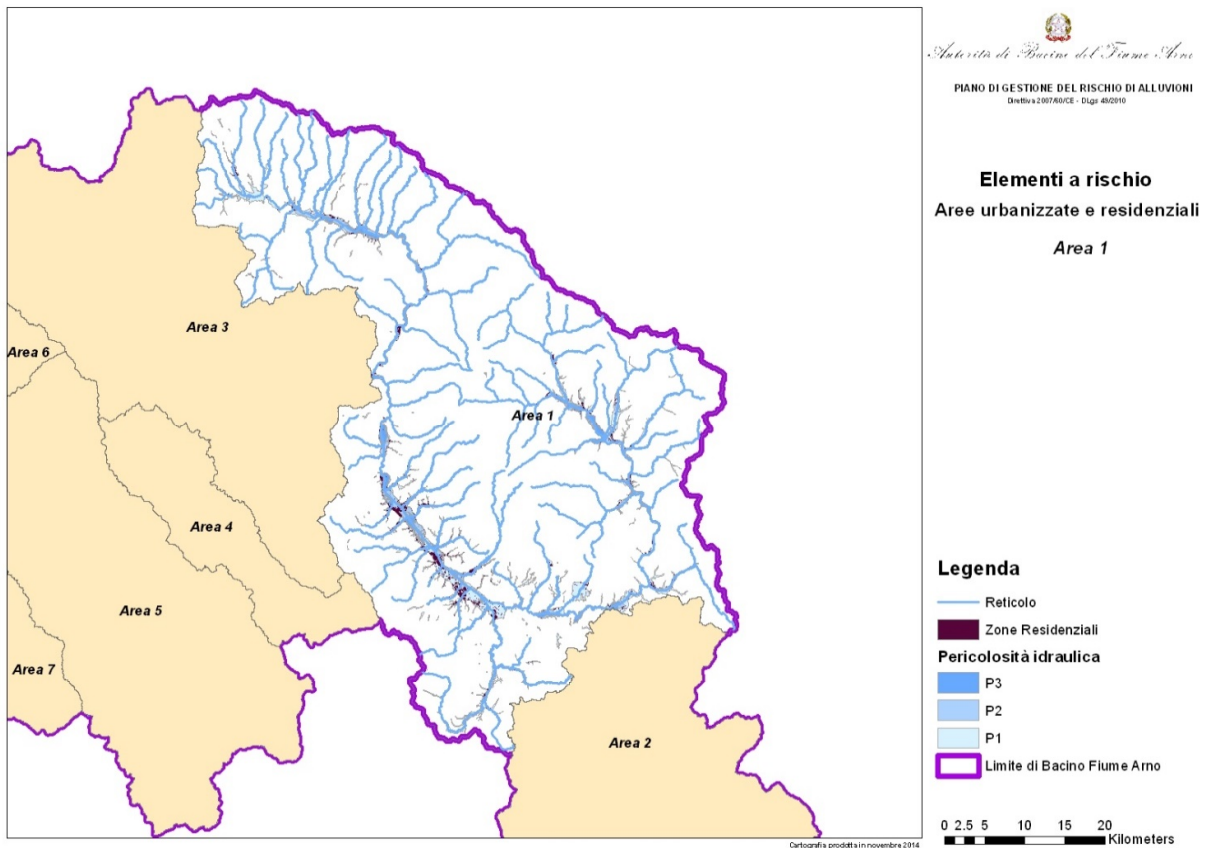 Autorità di Bacino del Fiume Arno
PIANO DI GESTIONE DEL RISCHIO DI ALLUVIONI
Direttiva 2007/60/CE - DLgs 49/2010
Elementi a rischio
Aree urbanizzate e residenziali
Area 1
Area 3
Area 6
Area 1
Area 4
Area 5
Area 7
Area 2
Legenda
Reticolo
Zone Residenziali
Pericolosità idraulica
P3
P2
P1
Limite di Bacino Fiume Arno
0 2.5 5 10 15 20
Kilometers
Cartografia prodotta in novembre 2014